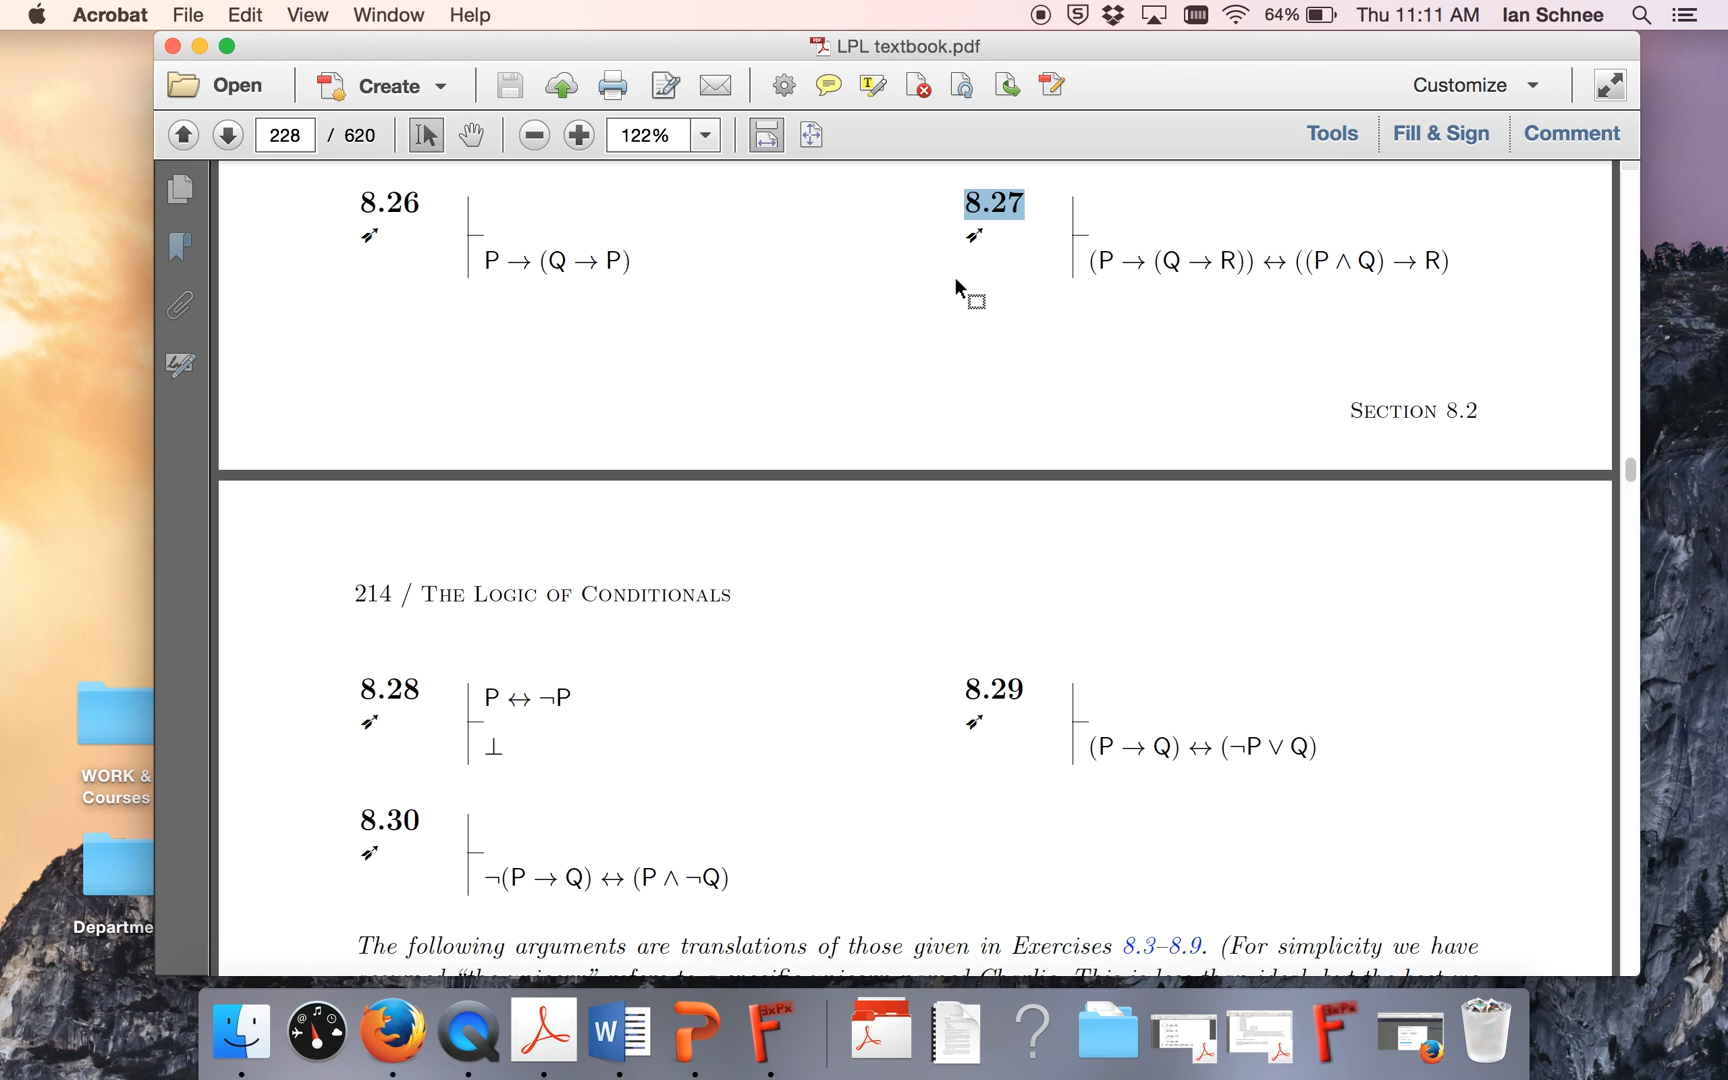 Acrobat File Edit View Window Help 64% Thu 11:11 AM Ian Schnee
LPL textbook.pdf
Open Create Customize
228 / 620 122% Tools Fill & Sign Comment
8.26
P → (Q → P)
8.27
(P → (Q → R)) ↔ ((P ∧ Q) → R)
Section 8.2
214 / The Logic of Conditionals
8.28
P ↔ ¬P
⊥
8.29
(P → Q) ↔ (¬P ∨ Q)
8.30
¬(P → Q) ↔ (P ∧ ¬Q)
The following arguments are translations of those given in Exercises 8.3–8.9. (For simplicity we have
WORK &
Courses
Departme